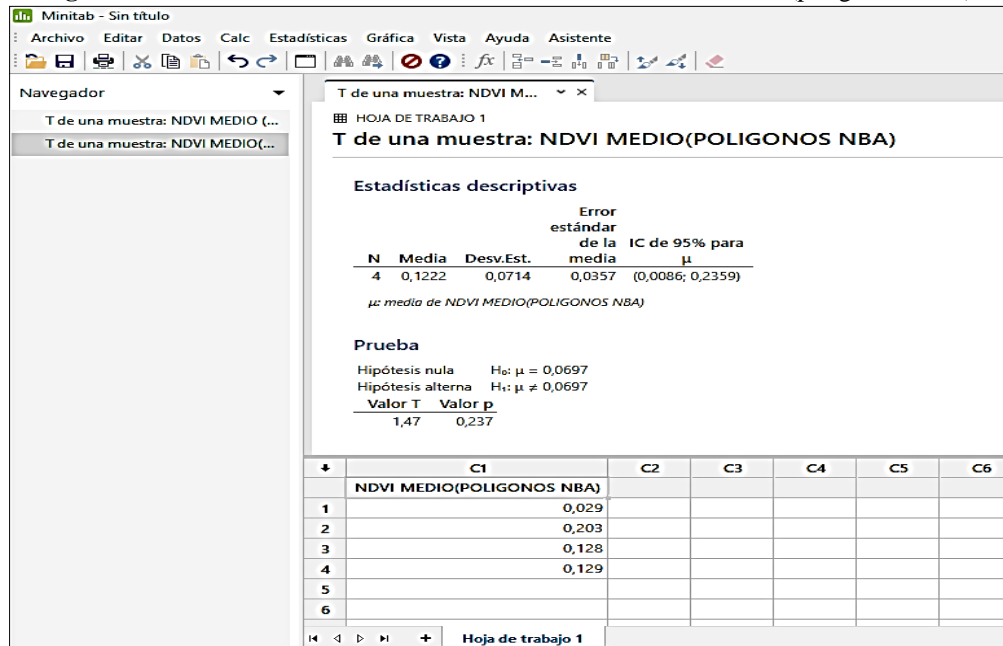 Minitab - Sin título
Archivo Editar Datos Calc Estadísticas Gráfica Vista Ayuda Asistente
Navegador
T de una muestra: NDVI MEDIO (...
T de una muestra: NDVI MEDIO(...
T de una muestra: NDVI M...
HOJA DE TRABAJO 1
T de una muestra: NDVI MEDIO(POLIGONOS NBA)
Estadísticas descriptivas
Error
estándar
de la IC de 95% para
N Media Desv.Est. media μ
4 0,1222 0,0714 0,0357 (0,0086; 0,2359)
μ: media de NDVI MEDIO(POLIGONOS NBA)
Prueba
Hipótesis nula H₀: μ = 0,0697
Hipótesis alterna H₁: μ ≠ 0,0697
Valor T Valor p
1,47 0,237
C1 C2 C3 C4 C5 C6
NDVI MEDIO(POLIGONOS NBA)
1 0,029
2 0,203
3 0,128
4 0,129
5
6
Hoja de trabajo 1